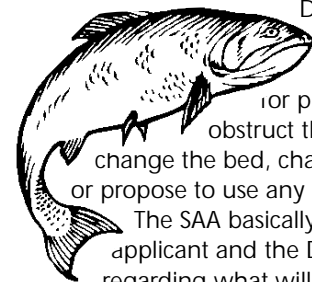 or p
obstruct th
change the bed, cha
or propose to use any
The SAA basically
applicant and the D
regarding what will